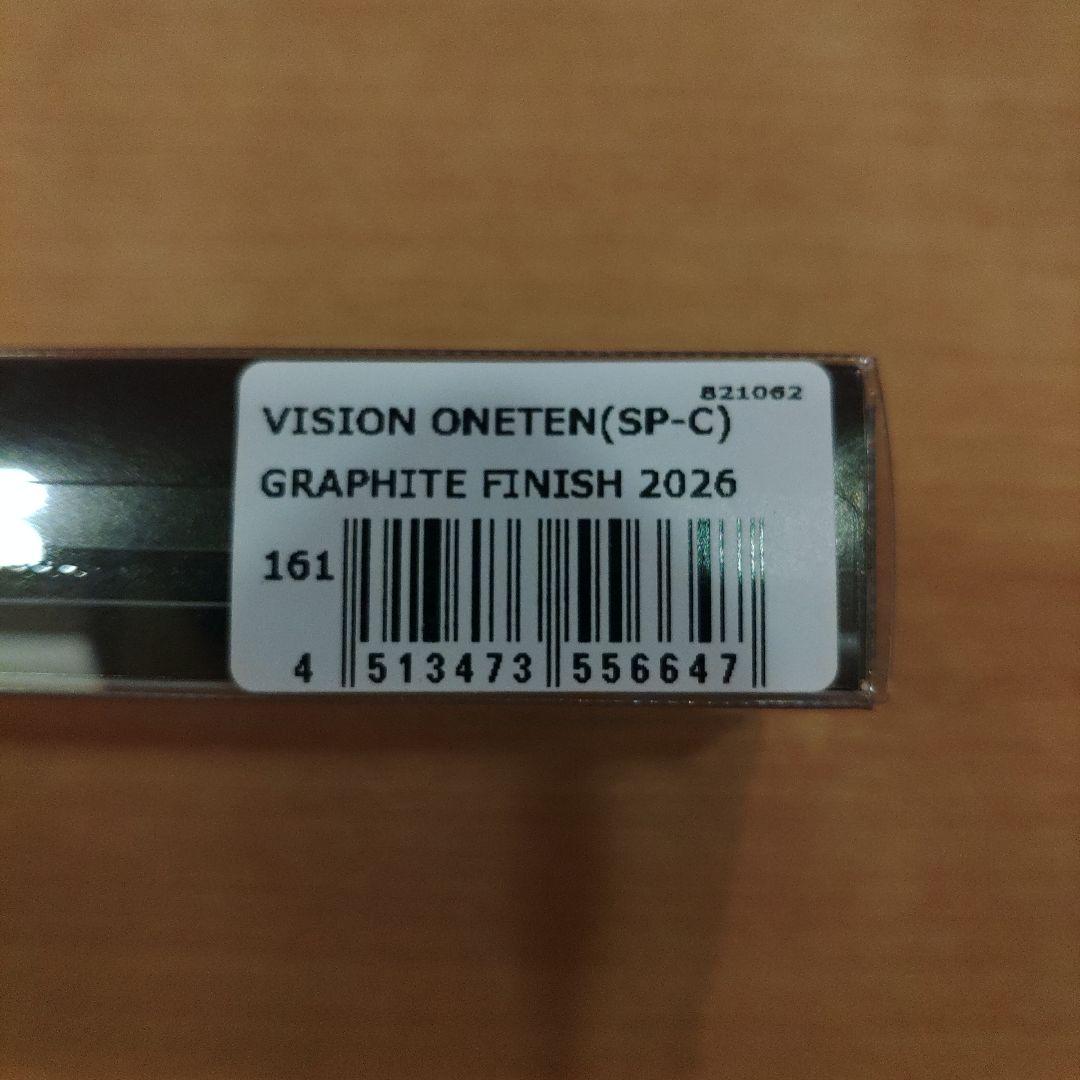 821062
VISION ONETEN(SP-C)
GRAPHITE FINISH 2026
161
4 513473 556647